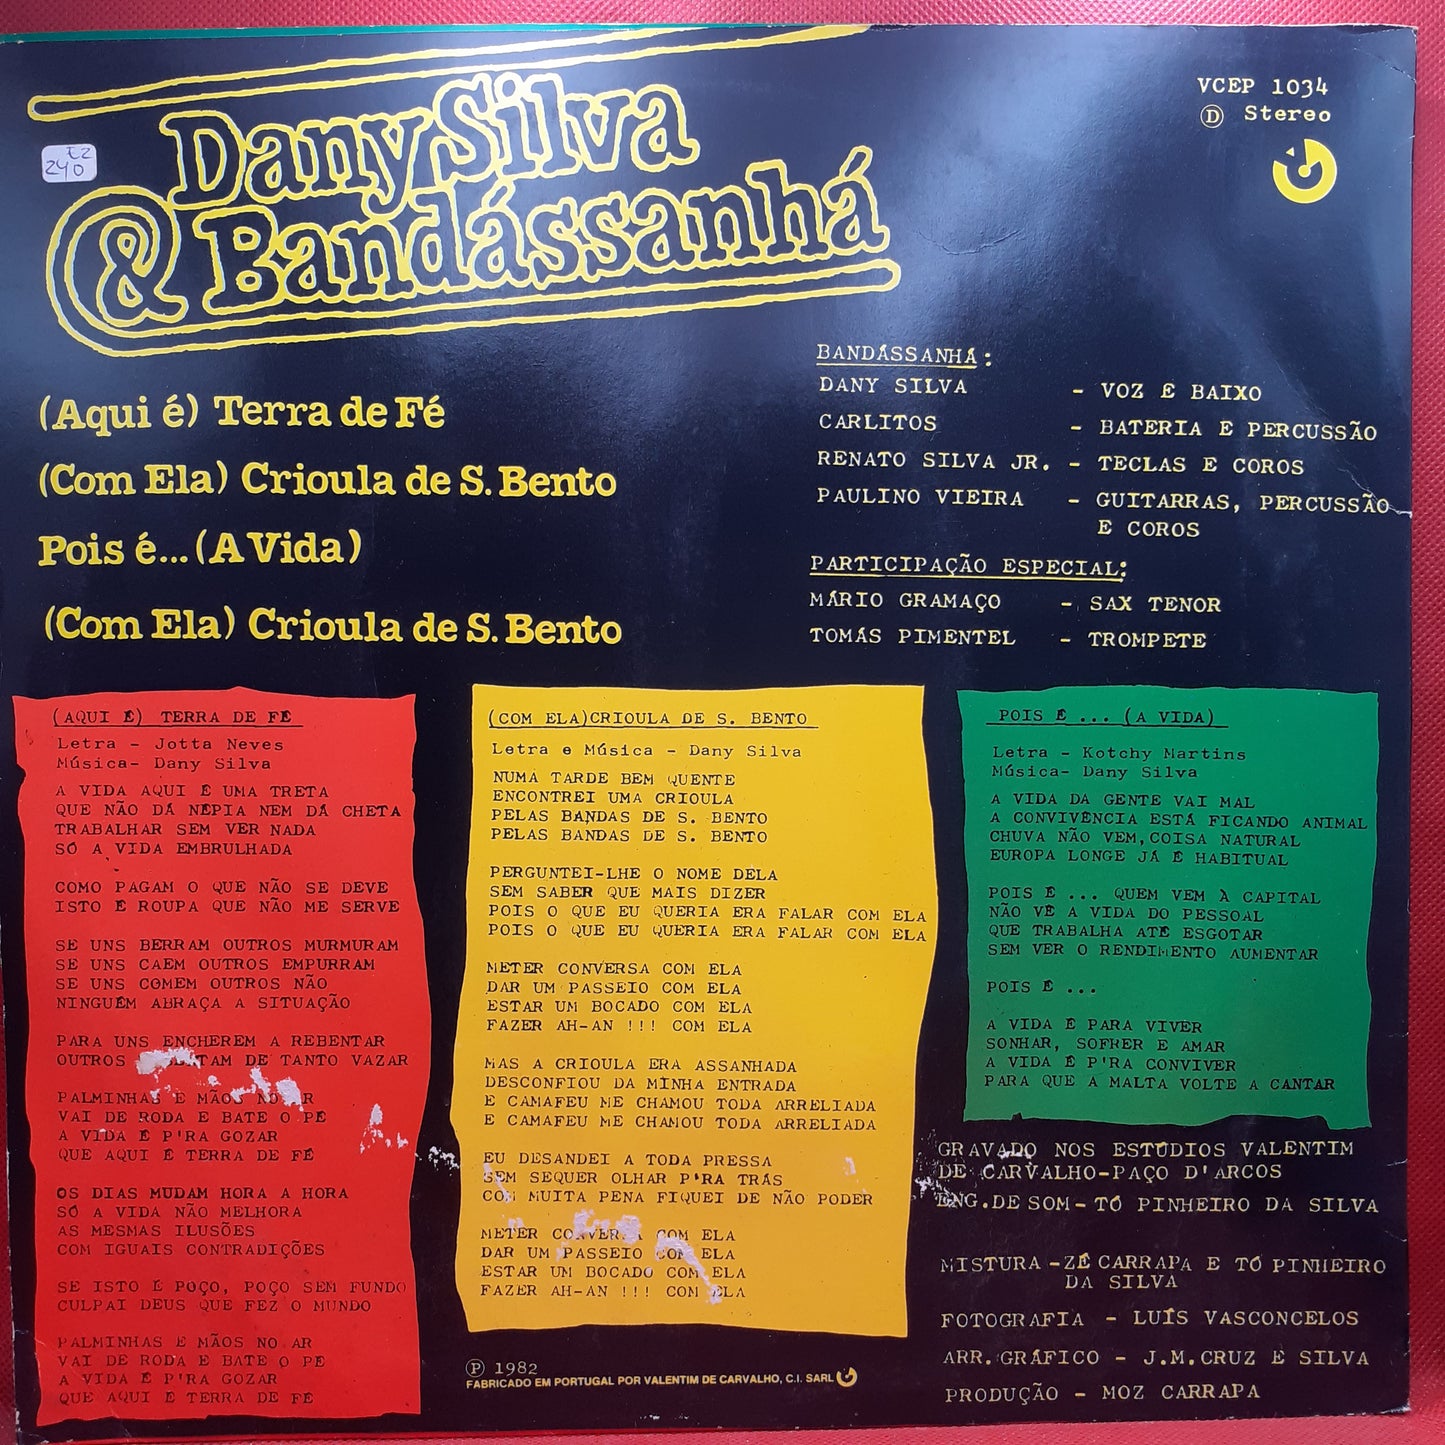 Dany Silva
& Bandássanhá
£2
240
VCEP 1034
D Stereo
(Aqui é) Terra de Fé
(Com Ela) Crioula de S. Bento
Pois é... (A Vida)
(Com Ela) Crioula de S. Bento
BANDÁSSANHÁ:
DANY SILVA - VOZ E BAIXO
CARLITOS - BATERIA E PERCUSSÃO
RENATO SILVA JR. - TECLAS E COROS
PAULINO VIEIRA - GUITARRAS, PERCUSSÃO
E COROS
PARTICIPAÇÃO ESPECIAL:
MÁRIO GRAMAÇO - SAX TENOR
TOMÁS PIMENTEL - TROMPETE
(AQUI É) TERRA DE FÉ
Letra - Jotta Neves
Música- Dany Silva
A VIDA AQUI É UMA TRETA
QUE NÃO DÁ NÉPIA NEM DÁ CHETA
TRABALHAR SEM VER NADA
SÓ A VIDA EMBRULHADA
COMO PAGAM O QUE NÃO SE DEVE
ISTO É ROUPA QUE NÃO ME SERVE
SE UNS BERRAM OUTROS MURMURAM
SE UNS CAEM OUTROS EMPURRAM
SE UNS COMEM OUTROS NÃO
NINGUÉM ABRAÇA A SITUAÇÃO
PARA UNS ENCHEREM A REBENTAR
OUTROS DE TANTO VAZAR
PALMINHAS E MÃOS NO AR
VAI DE RODA E BATE O PÉ
A VIDA É P'RA GOZAR
QUE AQUI É TERRA DE FÉ
OS DIAS MUDAM HORA A HORA
SÓ A VIDA NÃO MELHORA
AS MESMAS ILUSÕES
COM IGUAIS CONTRADIÇÕES
SE ISTO É POÇO, POÇO SEM FUNDO
CULPAI DEUS QUE FEZ O MUNDO
PALMINHAS E MÃOS NO AR
VAI DE RODA E BATE O PÉ
A VIDA É P'RA GOZAR
QUE AQUI É TERRA DE FÉ
(COM ELA)CRIOULA DE S. BENTO
Letra e Música - Dany Silva
NUMA TARDE BEM QUENTE
ENCONTREI UMA CRIOULA
PELAS BANDAS DE S. BENTO
PELAS BANDAS DE S. BENTO
PERGUNTEI-LHE O NOME DELA
SEM SABER QUE MAIS DIZER
POIS O QUE EU QUERIA ERA FALAR COM ELA
POIS O QUE EU QUERIA ERA FALAR COM ELA
METER CONVERSA COM ELA
DAR UM PASSEIO COM ELA
ESTAR UM BOCADO COM ELA
FAZER AH-AN !!! COM ELA
MAS A CRIOULA ERA ASSANHADA
DESCONFIOU DA MINHA ENTRADA
E CAMAFEU ME CHAMOU TODA ARRELIADA
E CAMAFEU ME CHAMOU TODA ARRELIADA
EU DESANDEI A TODA PRESSA
SEM SEQUER OLHAR P'RA TRÁS
COM MUITA PENA FIQUEI DE NÃO PODER
METER CONVERSA COM ELA
DAR UM PASSEIO COM ELA
ESTAR UM BOCADO COM ELA
FAZER AH-AN !!! COM ELA
POIS É ... (A VIDA)
Letra - Kotchy Martins
Música- Dany Silva
A VIDA DA GENTE VAI MAL
A CONVIVÊNCIA ESTÁ FICANDO ANIMAL
CHUVA NÃO VEM,COISA NATURAL
EUROPA LONGE JÁ É HABITUAL
POIS É ... QUEM VEM À CAPITAL
NÃO VÊ A VIDA DO PESSOAL
QUE TRABALHA ATÉ ESGOTAR
SEM VER O RENDIMENTO AUMENTAR
POIS É ...
A VIDA É PARA VIVER
SONHAR, SOFRER E AMAR
A VIDA É P'RA CONVIVER
PARA QUE A MALTA VOLTE A CANTAR
GRAVADO NOS ESTÚDIOS VALENTIM
DE CARVALHO-PAÇO D'ARCOS
ENG.DE SOM-TÓ PINHEIRO DA SILVA
MISTURA -ZÉ CARRAPA E TÓ PINHEIRO
DA SILVA
FOTOGRAFIA - LUÍS VASCONCELOS
ARR.GRÁFICO - J.M.CRUZ E SILVA
PRODUÇÃO - MOZ CARRAPA
Ⓟ 1982
FABRICADO EM PORTUGAL POR VALENTIM DE CARVALHO, C.I. SARL